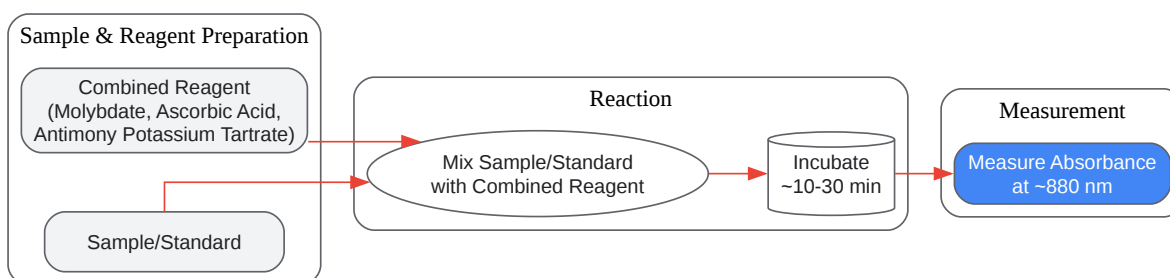 Sample & Reagent Preparation
Combined Reagent
(Molybdate, Ascorbic Acid,
Antimony Potassium Tartrate)
Sample/Standard
Reaction
Mix Sample/Standard
with Combined Reagent
Incubate
~10-30 min
Measurement
Measure Absorbance
at ~880 nm